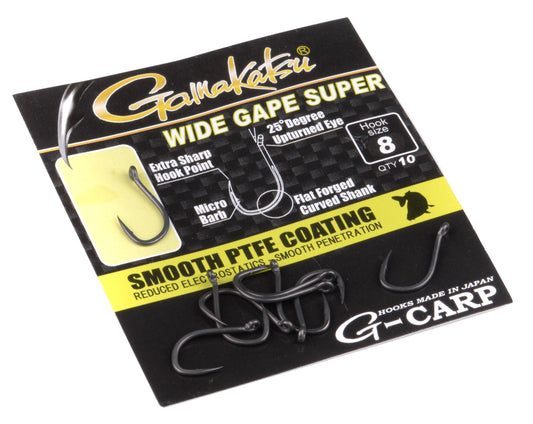 Gamakatsu®
WIDE GAPE SUPER
25° Degree
Upturned Eye
Extra Sharp
Hook Point
Hook
size
8
QTY 10
Micro
Barb
Flat Forged
Curved Shank
SMOOTH PTFE COATING
REDUCED ELECTROSTATICS - SMOOTH PENETRATION
HOOKS MADE IN JAPAN
G-CARP